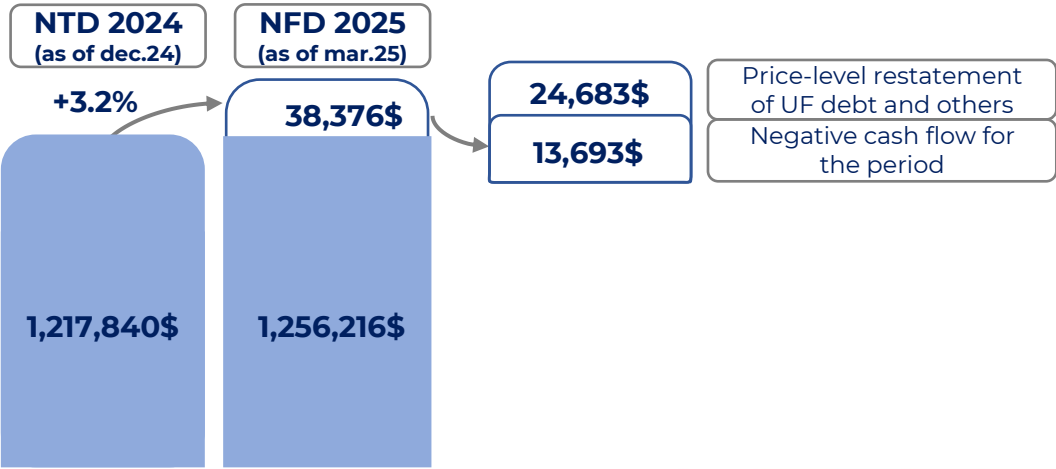 NTD 2024
(as of dec.24)
NFD 2025
(as of mar.25)
+3.2%
38,376$
24,683$
Price-level restatement
of UF debt and others
13,693$
Negative cash flow for
the period
1,217,840$
1,256,216$